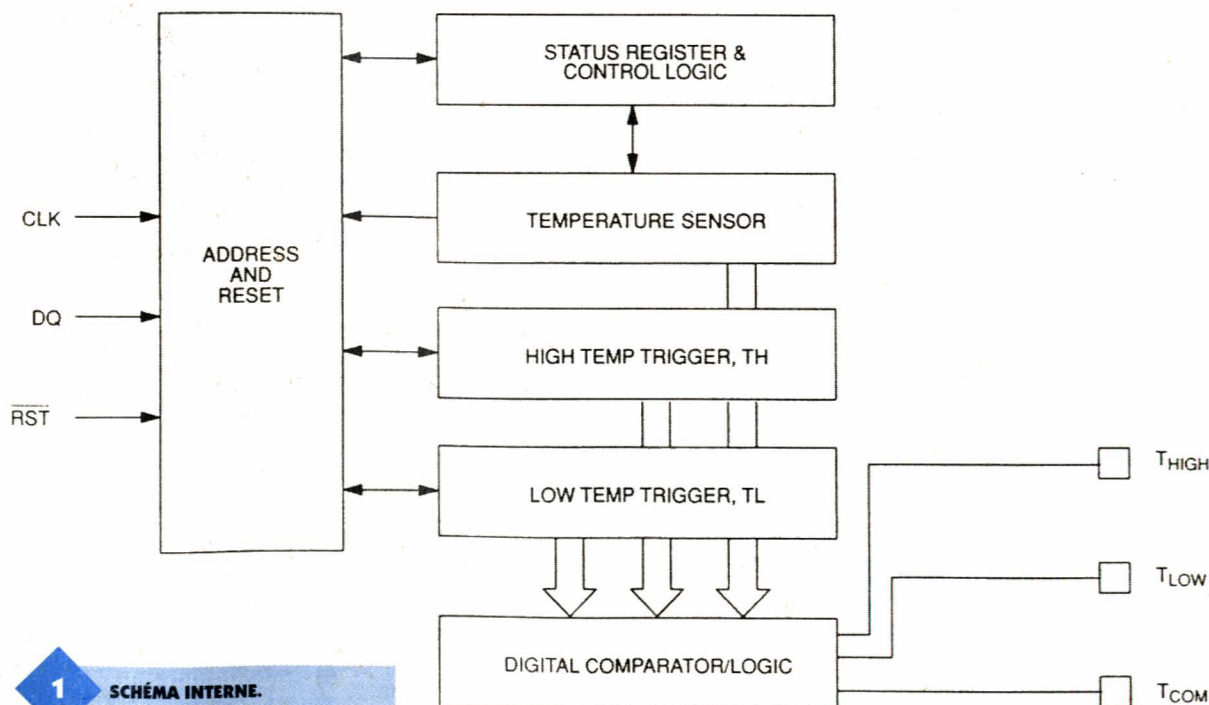 STATUS REGISTER &
CONTROL LOGIC
TEMPERATURE SENSOR
CLK
ADDRESS
AND
RESET
DQ
HIGH TEMP TRIGGER, TH
RST
LOW TEMP TRIGGER, TL
THIGH
TLOW
DIGITAL COMPARATOR/LOGIC
TCOM
1 SCHÉMA INTERNE.